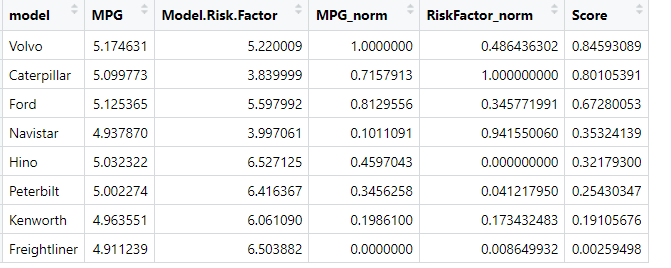 model MPG Model.Risk.Factor MPG_norm RiskFactor_norm Score
Volvo 5.174631 5.220009 1.0000000 0.486436302 0.84593089
Caterpillar 5.099773 3.839999 0.7157913 1.000000000 0.80105391
Ford 5.125365 5.597992 0.8129556 0.345771991 0.67280053
Navistar 4.937870 3.997061 0.1011091 0.941550060 0.35324139
Hino 5.032322 6.527125 0.4597043 0.000000000 0.32179300
Peterbilt 5.002274 6.416367 0.3456258 0.041217950 0.25430347
Kenworth 4.963551 6.061090 0.1986100 0.173432483 0.19105676
Freightliner 4.911239 6.503882 0.0000000 0.008649932 0.00259498